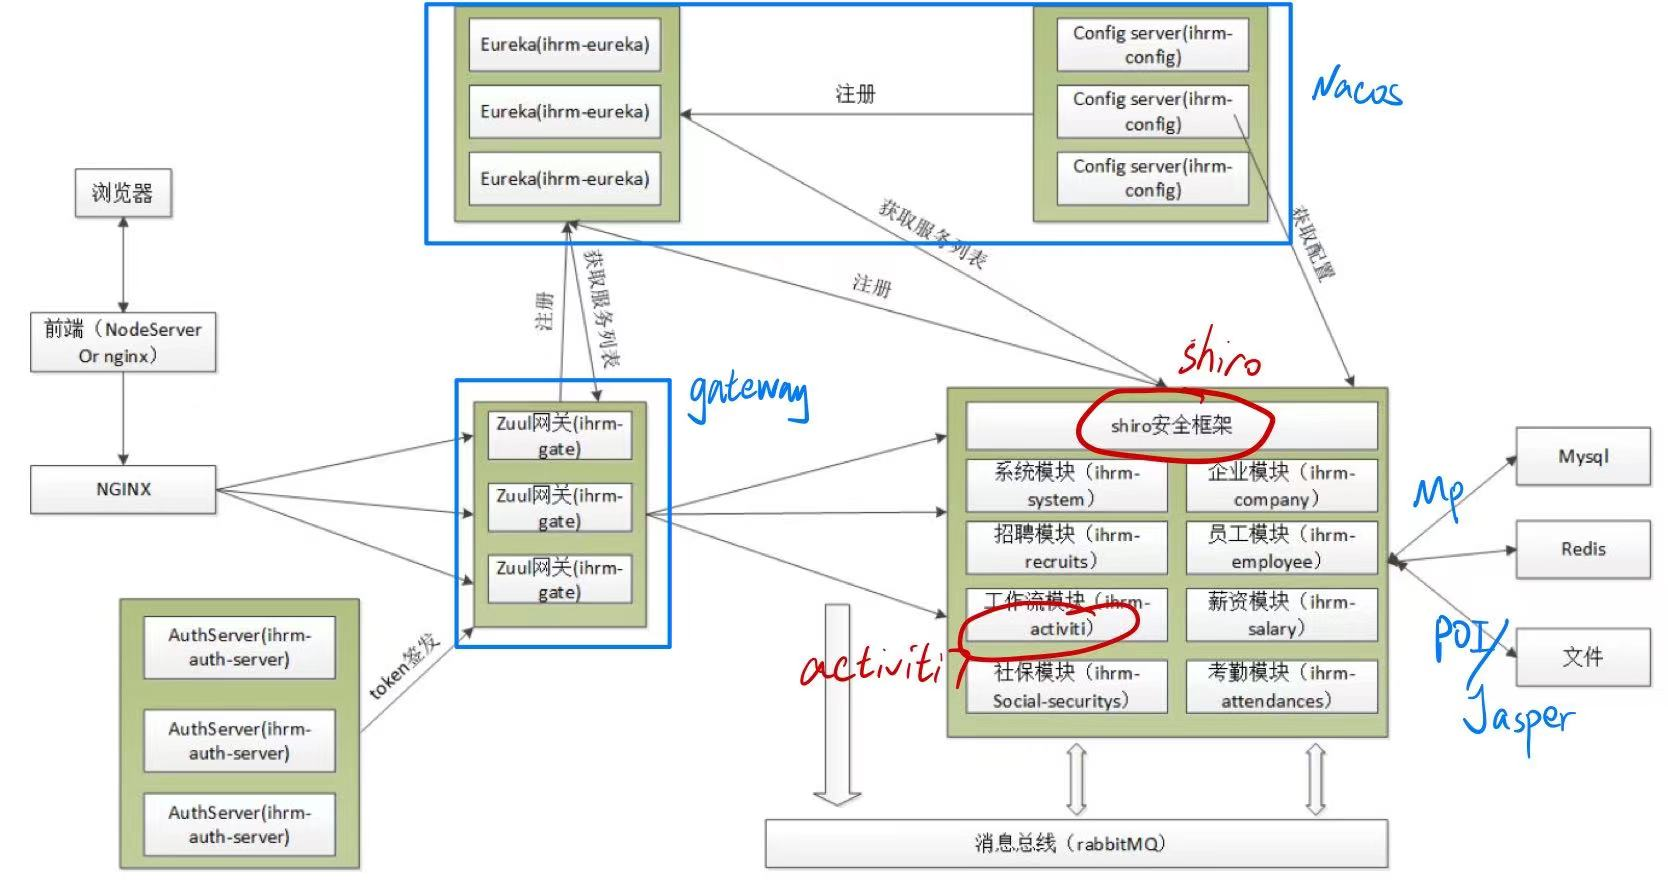 Eureka(ihrm-eureka)
Eureka(ihrm-eureka)
Eureka(ihrm-eureka)
注册
Config server(ihrm-
config)
Config server(ihrm-
config)
Config server(ihrm-
config)
Nacos
浏览器
前端（NodeServer
Or nginx）
NGINX
注册
获取服务列表
获取服务列表
注册
获取配置
Zuul网关(ihrm-
gate)
Zuul网关(ihrm-
gate)
Zuul网关(ihrm-
gate)
gateway
AuthServer(ihrm-
auth-server)
AuthServer(ihrm-
auth-server)
AuthServer(ihrm-
auth-server)
token签发
shiro
shiro安全框架
系统模块（ihrm-
system）
企业模块（ihrm-
company）
招聘模块（ihrm-
recruits）
员工模块（ihrm-
employee）
工作流模块（ihrm-
activiti）
薪资模块（ihrm-
salary）
社保模块（ihrm-
Social-securitys）
考勤模块（ihrm-
attendances）
activiti
Mp
POI/
Jasper
Mysql
Redis
文件
消息总线（rabbitMQ）